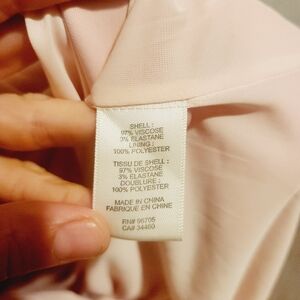 SHELL :
97% VISCOSE
3% ELASTANE
LINING :
100% POLYESTER
TISSU DE SHELL :
97% VISCOSE
3% ELASTANE
DOUBLURE :
100% POLYESTER
MADE IN CHINA
FABRIQUE EN CHINE
RN# 96705
CA# 34460